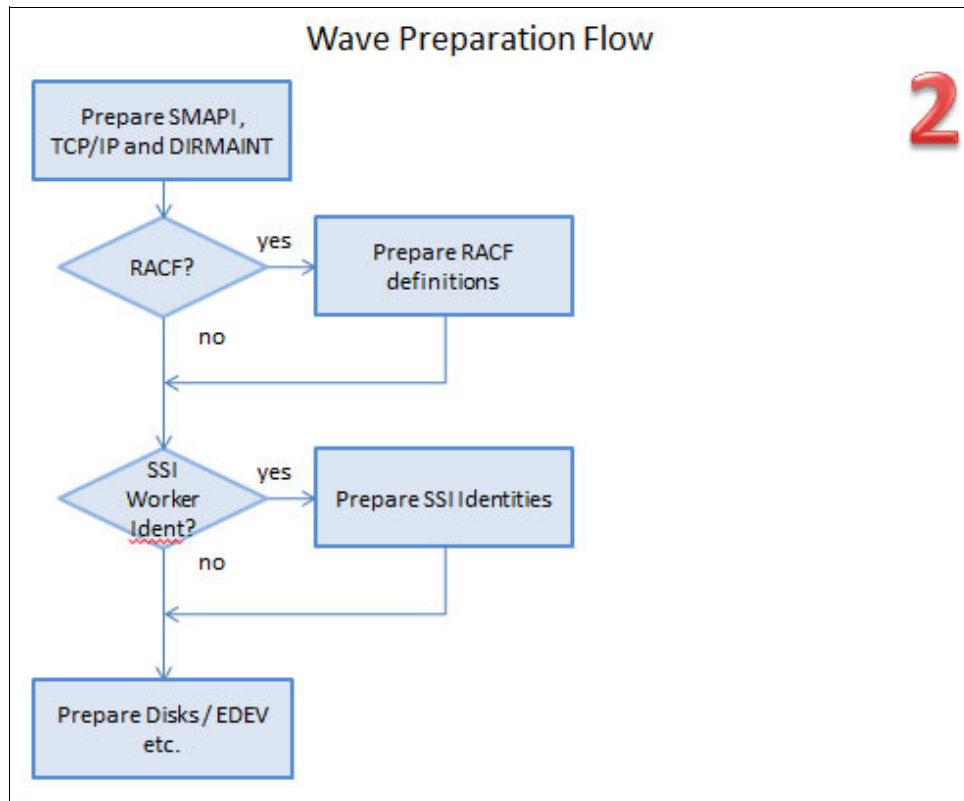 Wave Preparation Flow
2
Prepare SMAPI,
TCP/IP and DIRMAINT
RACF?
yes
Prepare RACF
definitions
no
SSI
Worker
Ident?
yes
Prepare SSI Identities
no
Prepare Disks / EDEV
etc.